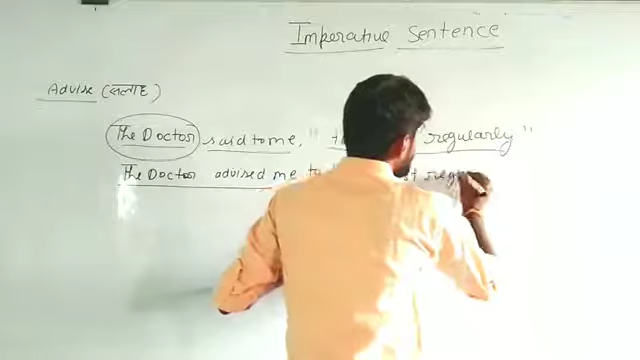 Imperative Sentence
Advise (सलाह)
The Doctor said to me, " regularly"
The Doctor advised me